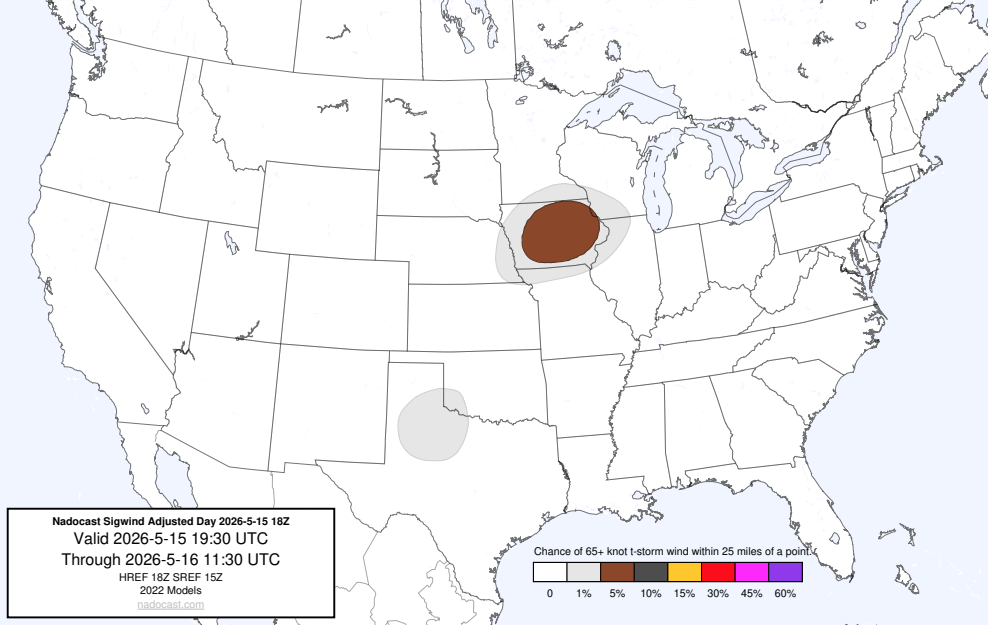 Nadocast Sigwind Adjusted Day 2026-5-15 18Z
Valid 2026-5-15 19:30 UTC
Through 2026-5-16 11:30 UTC
HREF 18Z SREF 15Z
2022 Models
nadocast.com
Chance of 65+ knot t-storm wind within 25 miles of a point.
0 1% 5% 10% 15% 30% 45% 60%